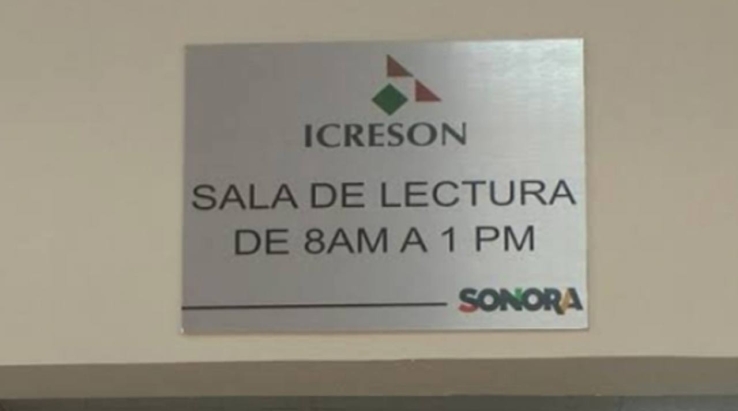 ICRESON
SALA DE LECTURA
DE 8AM A 1 PM
SONORA